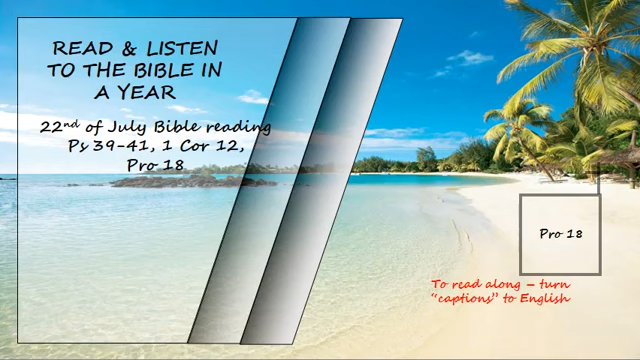 READ & LISTEN
TO THE BIBLE IN
A YEAR
22nd of July Bible reading
Ps 39-41, 1 Cor 12,
Pro 18
Pro 18
To read along – turn
“captions” to English